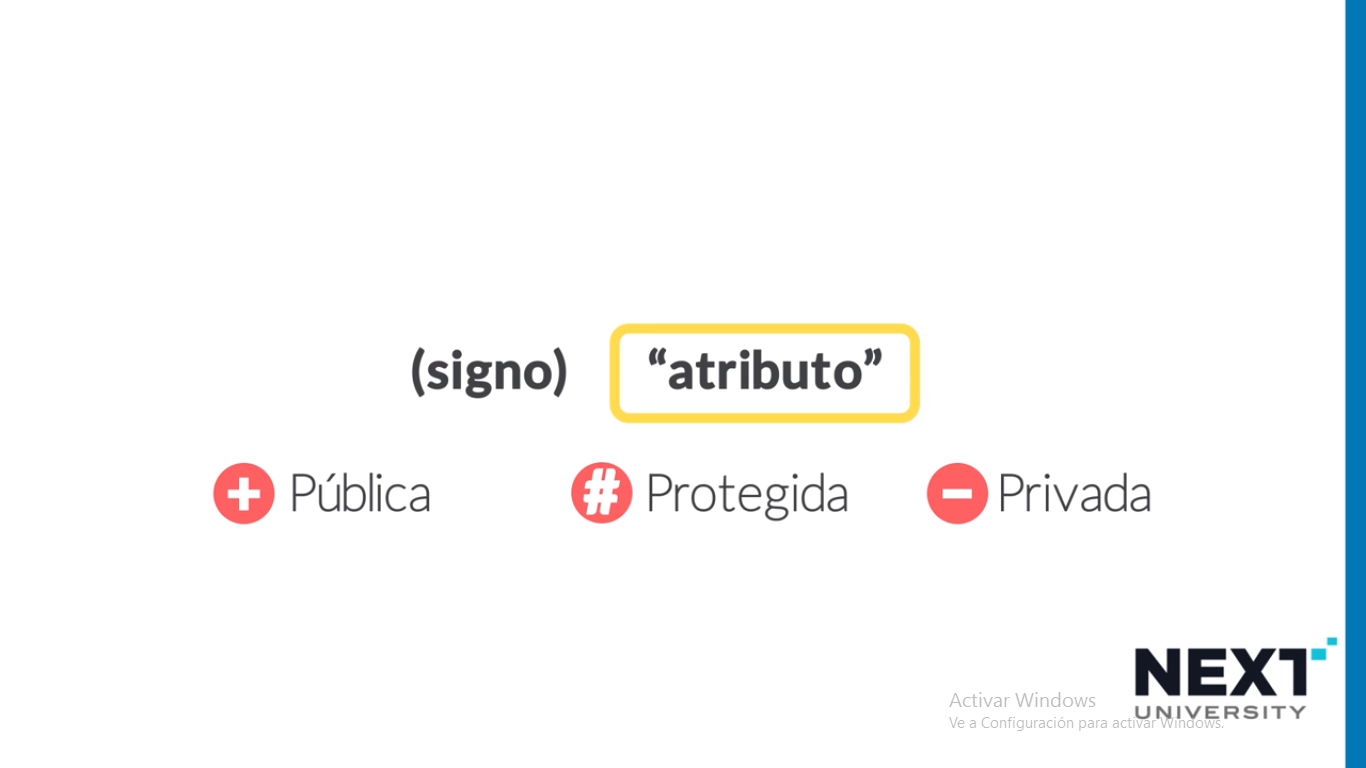 (signo) “atributo”
+ Pública # Protegida − Privada
NEXT
UNIVERSITY
Activar Windows
Ve a Configuración para activar Windows.